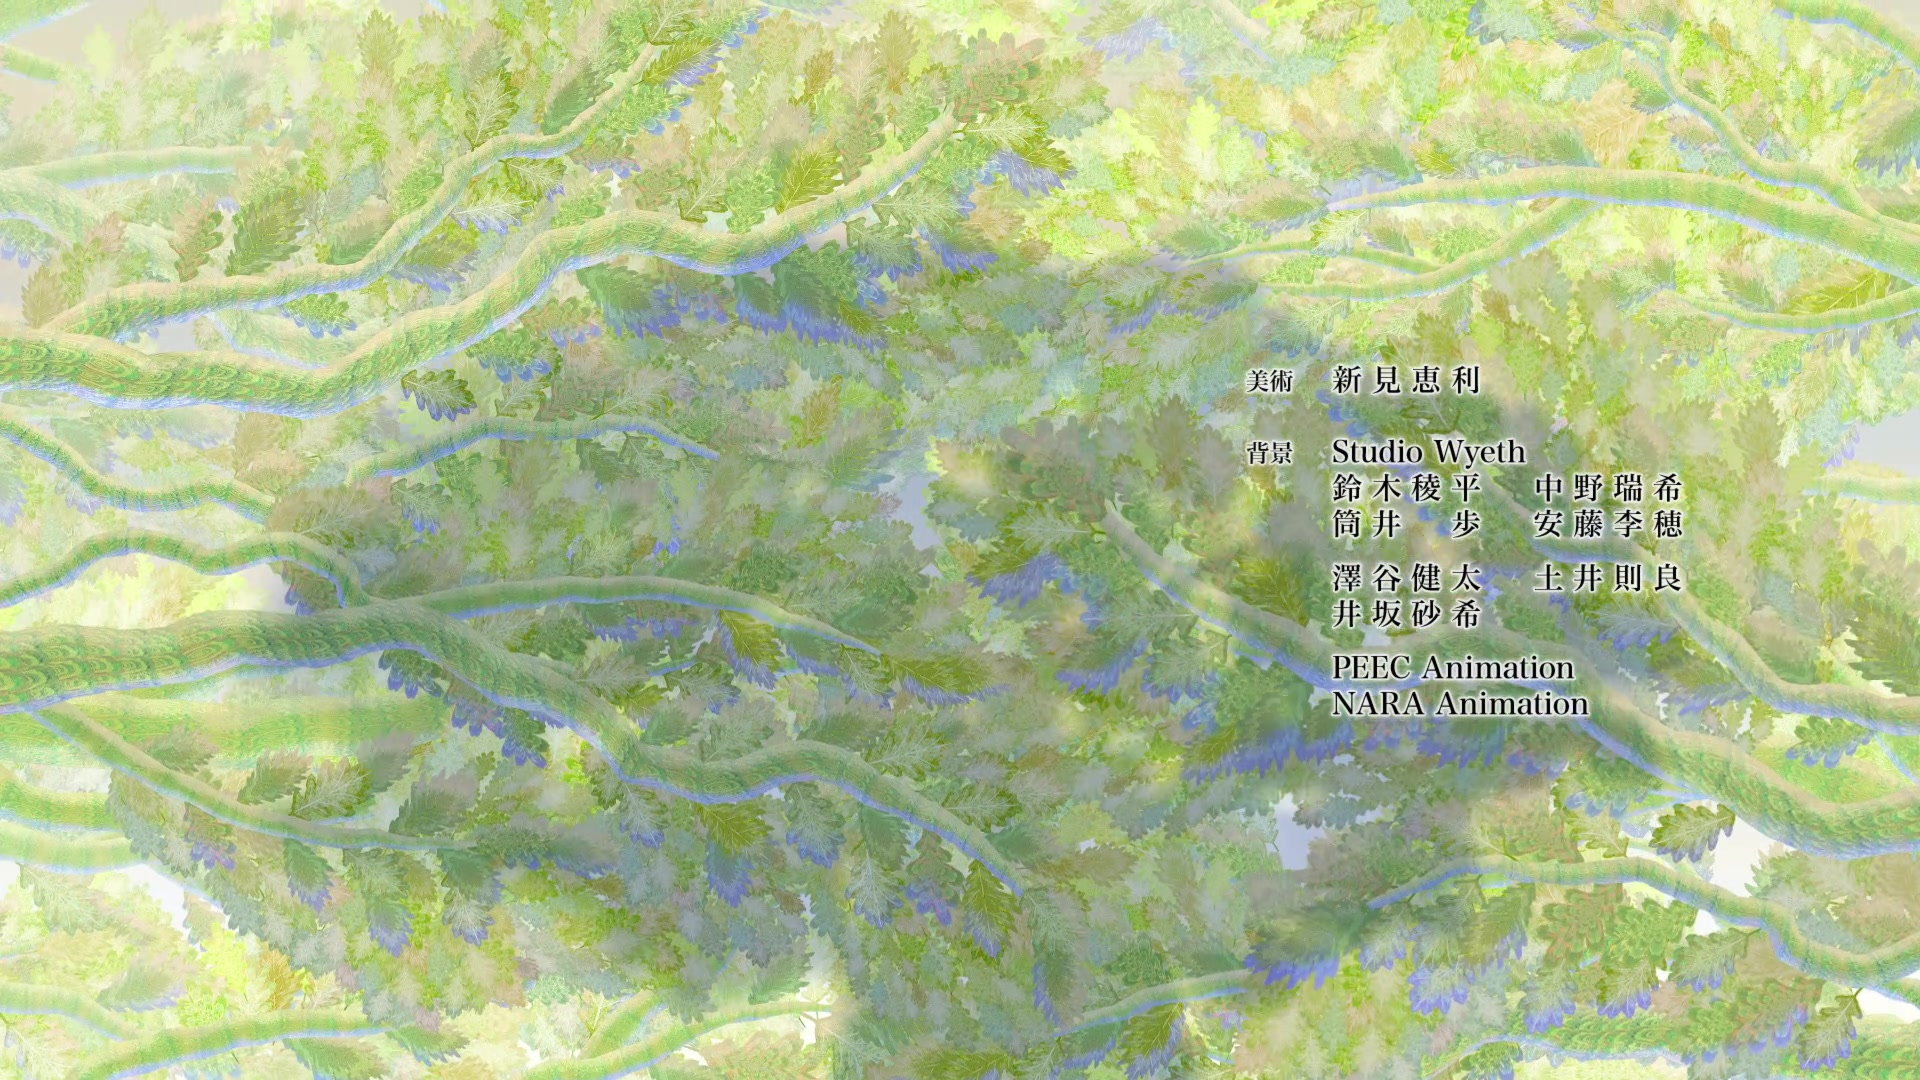 美術 新見恵利
背景 Studio Wyeth
鈴木稜平 中野瑞希
筒井 歩 安藤李穂
澤谷健太 土井則良
井坂砂希
PEEC Animation
NARA Animation